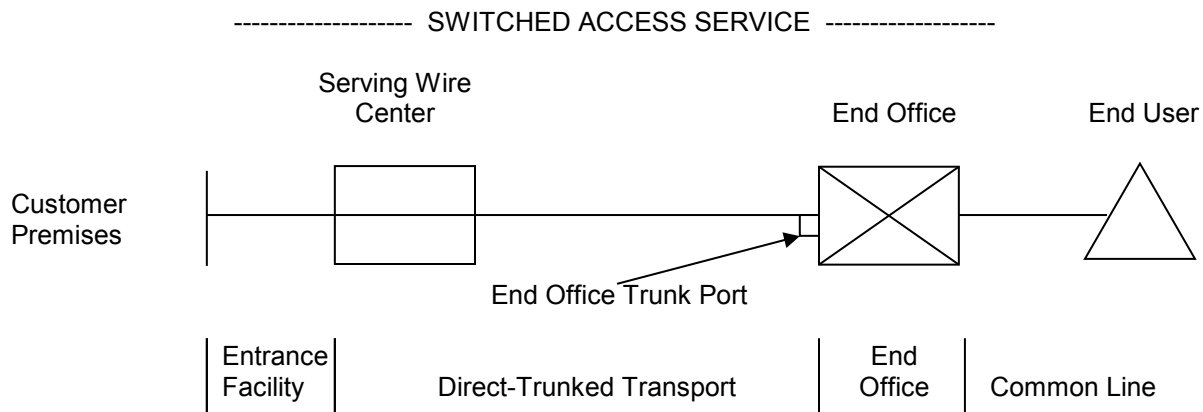 -------------------- SWITCHED ACCESS SERVICE -------------------
Serving Wire
Center
End Office
End User
Customer
Premises
End Office Trunk Port
Entrance
Facility
Direct-Trunked Transport
End
Office
Common Line